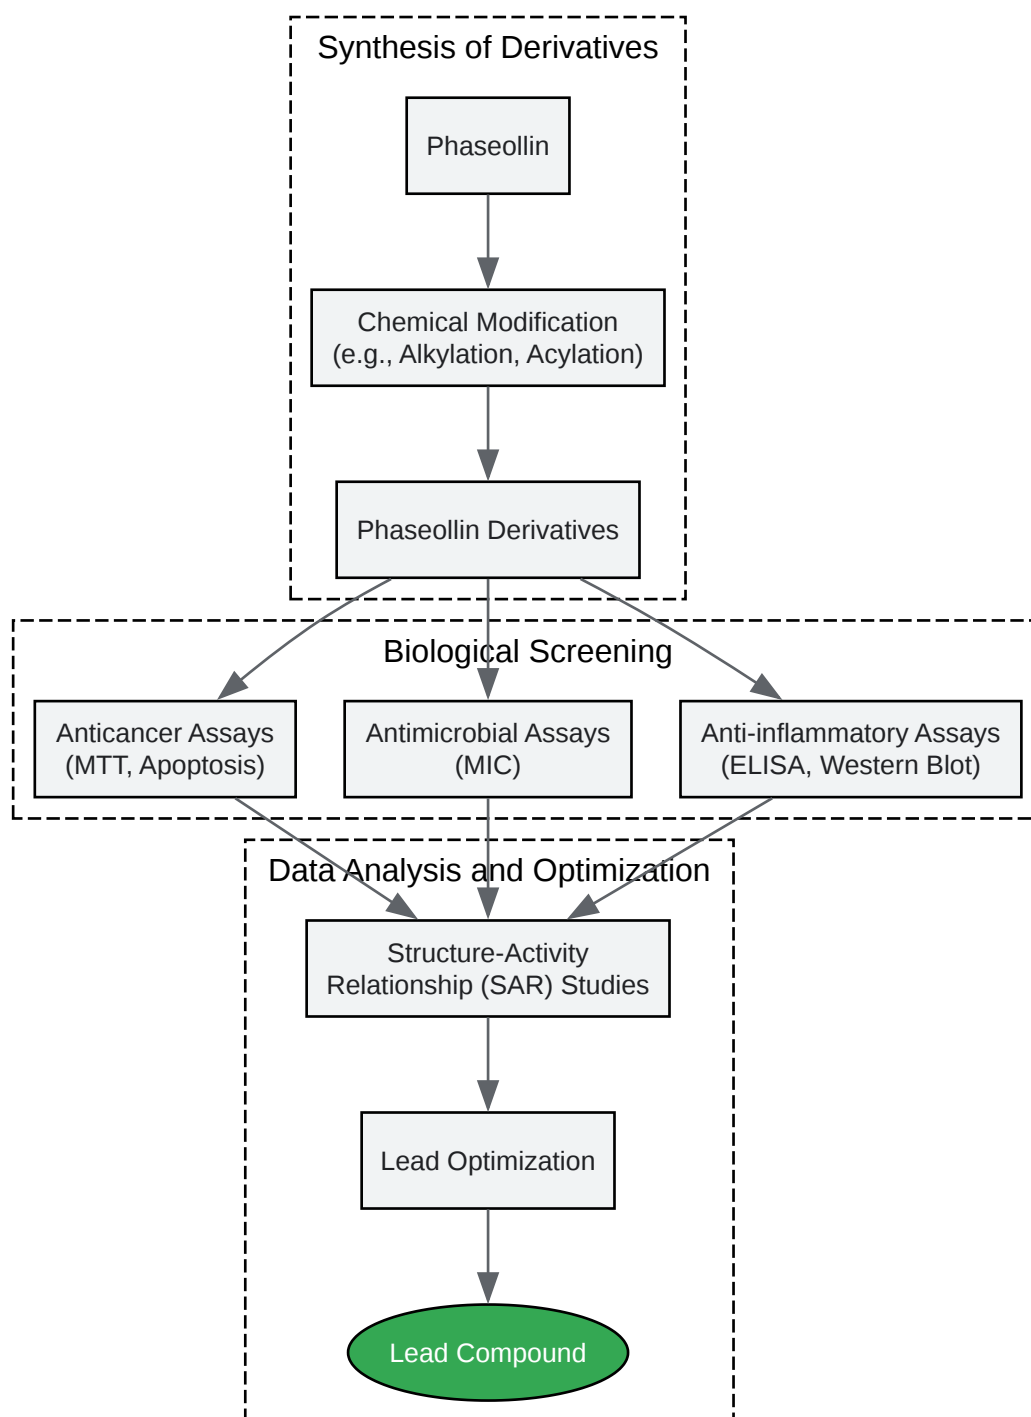 Synthesis of Derivatives
Phaseollin
Chemical Modification
(e.g., Alkylation, Acylation)
Phaseollin Derivatives
Biological Screening
Anticancer Assays
(MTT, Apoptosis)
Antimicrobial Assays
(MIC)
Anti-inflammatory Assays
(ELISA, Western Blot)
Data Analysis and Optimization
Structure-Activity
Relationship (SAR) Studies
Lead Optimization
Lead Compound